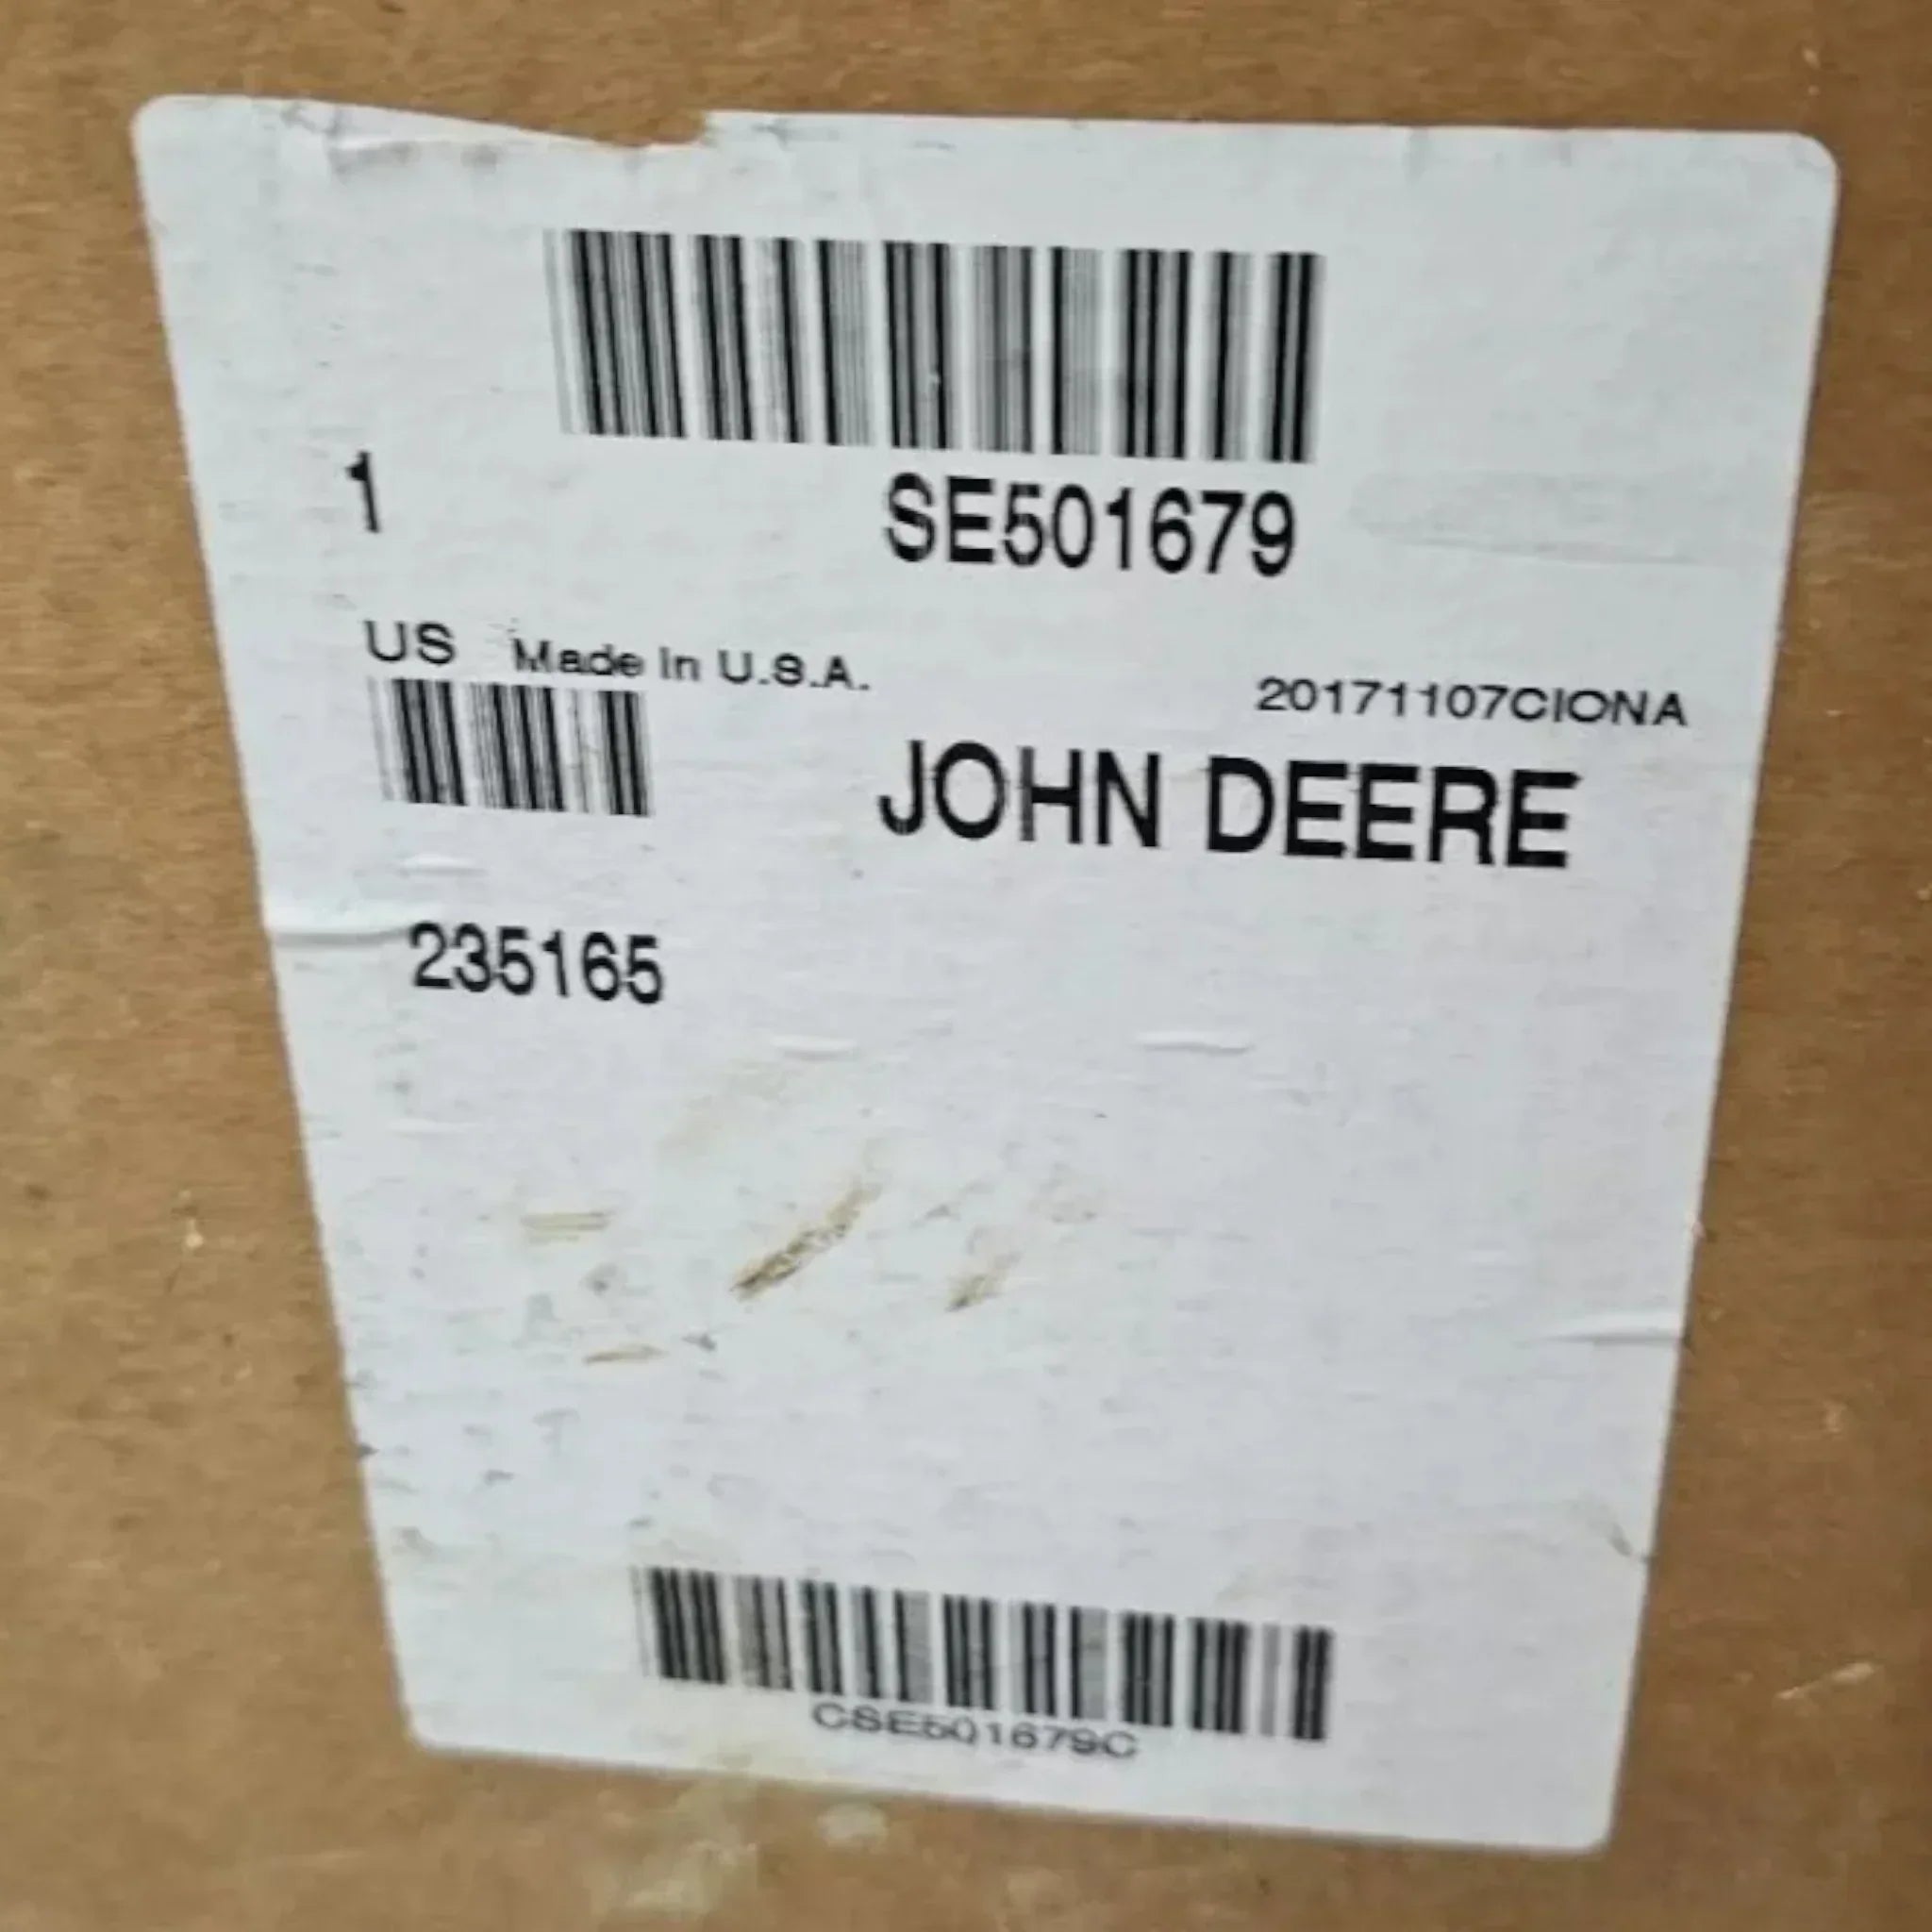 1 SE501679
US Made In U.S.A.
20171107CIONA
JOHN DEERE
235165
CSE501679C